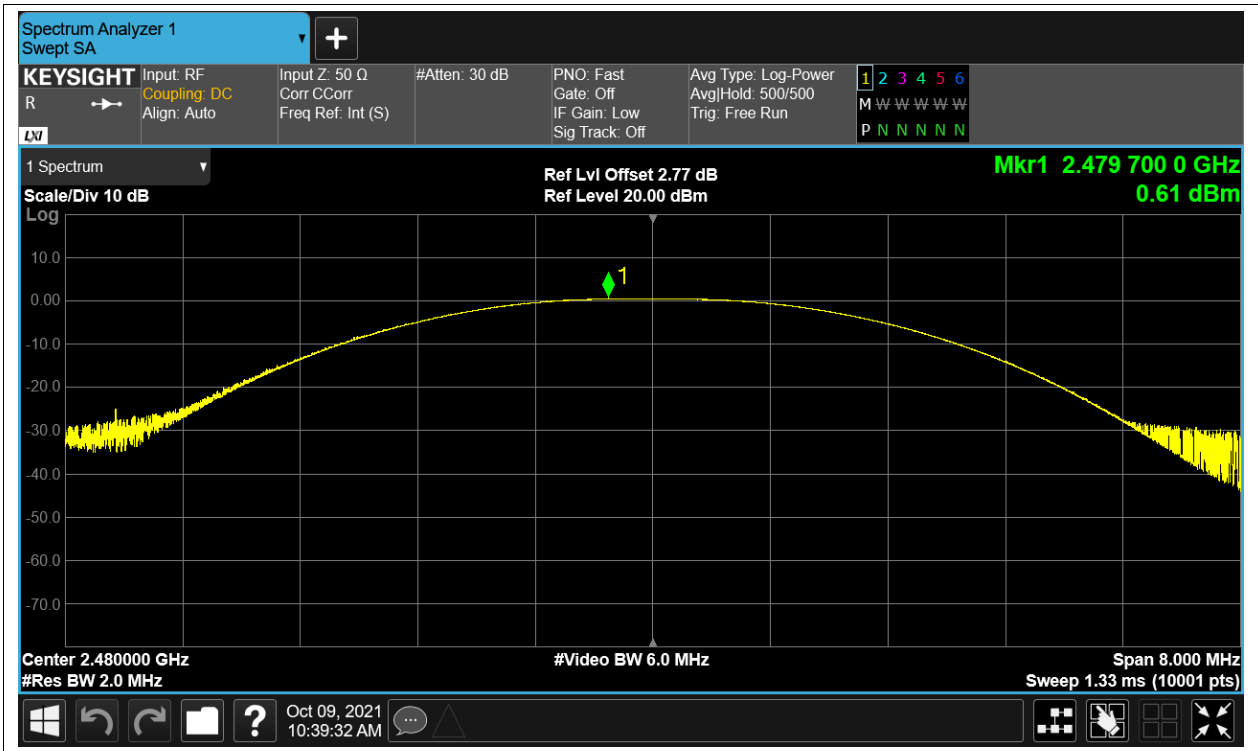 Spectrum Analyzer 1
Swept SA
+
KEYSIGHT
R
LXI
Input: RF
Coupling: DC
Align: Auto
Input Z: 50 Ω
Corr CCorr
Freq Ref: Int (S)
#Atten: 30 dB
PNO: Fast
Gate: Off
IF Gain: Low
Sig Track: Off
Avg Type: Log-Power
Avg|Hold: 500/500
Trig: Free Run
1 2 3 4 5 6
M W W W W W
P N N N N N
1 Spectrum
Scale/Div 10 dB
Log
Ref Lvl Offset 2.77 dB
Ref Level 20.00 dBm
Mkr1 2.479 700 0 GHz
0.61 dBm
1
10.0
0.00
-10.0
-20.0
-30.0
-40.0
-50.0
-60.0
-70.0
Center 2.480000 GHz
#Res BW 2.0 MHz
#Video BW 6.0 MHz
Span 8.000 MHz
Sweep 1.33 ms (10001 pts)
?
Oct 09, 2021
10:39:32 AM